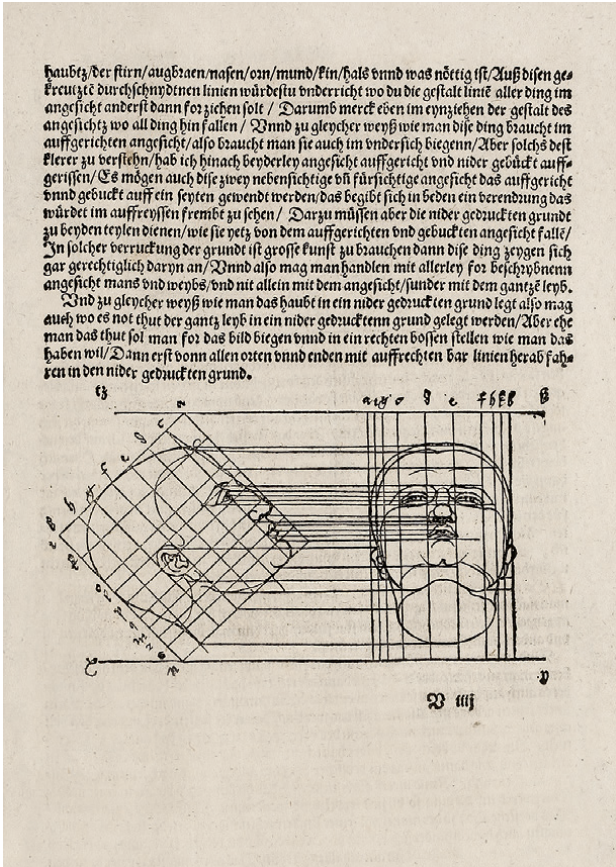 haubtz/der stirn/augbraen/nasen/orn/mund/kin/hals vnnd was nöttig ist/Auß disen ge⸗
kreutztē durchschnydtnen linien würdestu vnderricht wo du die gestalt liniē aller ding im
angesicht anderst dann for ziehen solt / Darumb merck eben im eynziehen der gestalt des
angesichtz wo all ding hin fallen / Vnnd zu gleycher weyß wie man dise ding braucht im
auffgerichten angesicht/also braucht man sie auch im vndersich biegenn/Aber solchs dest
klerer zu verstehn/hab ich hinach beyderley angesicht auffgericht vnd nider gebückt auff⸗
gerissen/Es mögen auch dise zwey nebensichtige vñ fürsichtige angesicht das auffgericht
vnnd gebuckt auff ein seyten gewendt werden/das begibt sich in beden ein verendrung das
würdet im auffreyssen frembt zu sehen / Darzu müssen aber die nider gedruckten grundt
zu beyden teylen dienen/wie sie yetz von dem auffgerichten vnd gebuckten angesicht fallē/
In solcher verruckung der grundt ist grosse kunst zu brauchen dann dise ding zeygen sich
gar gerechtiglich daryn an/Vnnd also mag man handlen mit allerley for beschrybnenn
angesicht mans vnd weybs/vnd nit allein mit dem angesicht/sunder mit dem gantzē leyb.
Vnd zu gleycher weyß wie man das haubt in ein nider gedruckten grund legt also mag
auch wo es not thut der gantz leyb in ein nider gedrucktenn grund gelegt werden/Aber ehe
man das thut sol man for das bild biegen vnnd in ein rechten bossen stellen wie man das
haben wil/Dann erst vonn allen orten vnnd enden mit auffrechten bar linien herab fah⸗
ren in den nider gedruckten grund.
V iiij